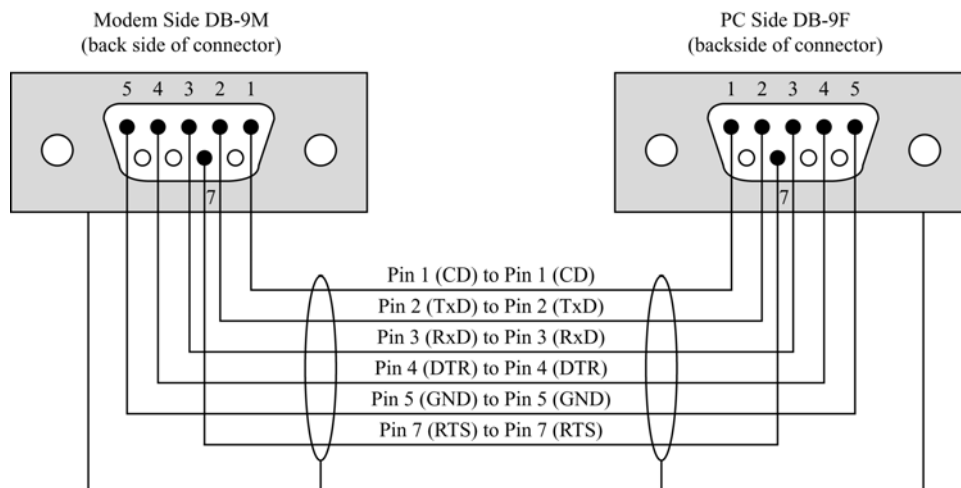 Modem Side DB-9M
(back side of connector)
PC Side DB-9F
(backside of connector)
5 4 3 2 1
1 2 3 4 5
7
7
Pin 1 (CD) to Pin 1 (CD)
Pin 2 (TxD) to Pin 2 (TxD)
Pin 3 (RxD) to Pin 3 (RxD)
Pin 4 (DTR) to Pin 4 (DTR)
Pin 5 (GND) to Pin 5 (GND)
Pin 7 (RTS) to Pin 7 (RTS)